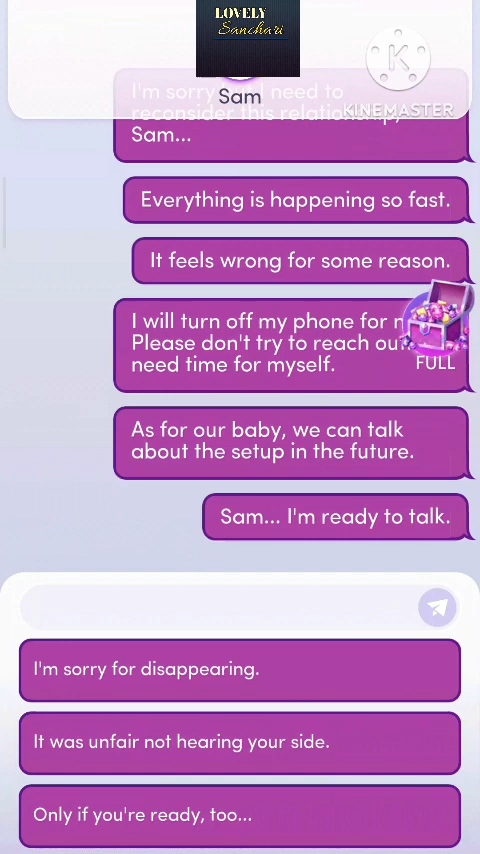 LOVELY
Sanchari
Sam
KINEMASTER
I'm sorry but I need to
reconsider this relationship,
Sam...
Everything is happening so fast.
It feels wrong for some reason.
I will turn off my phone for
Please don't try to reach
need time for myself.
FULL
As for our baby, we can talk
about the setup in the future.
Sam... I'm ready to talk.
I'm sorry for disappearing.
It was unfair not hearing your side.
Only if you're ready, too...